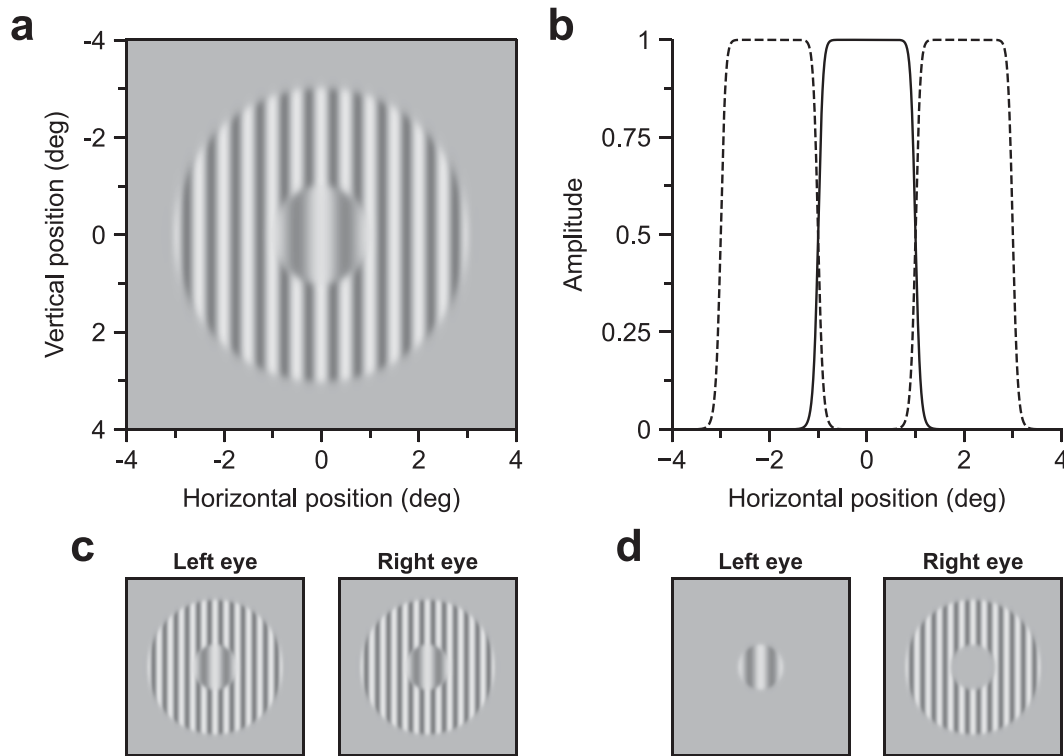 a
-4
-2
0
2
4
Vertical position (deg)
-4 -2 0 2 4
Horizontal position (deg)
b
1
0.75
0.5
0.25
0
Amplitude
−4 −2 0 2 4
Horizontal position (deg)
c
Left eye Right eye
d
Left eye Right eye